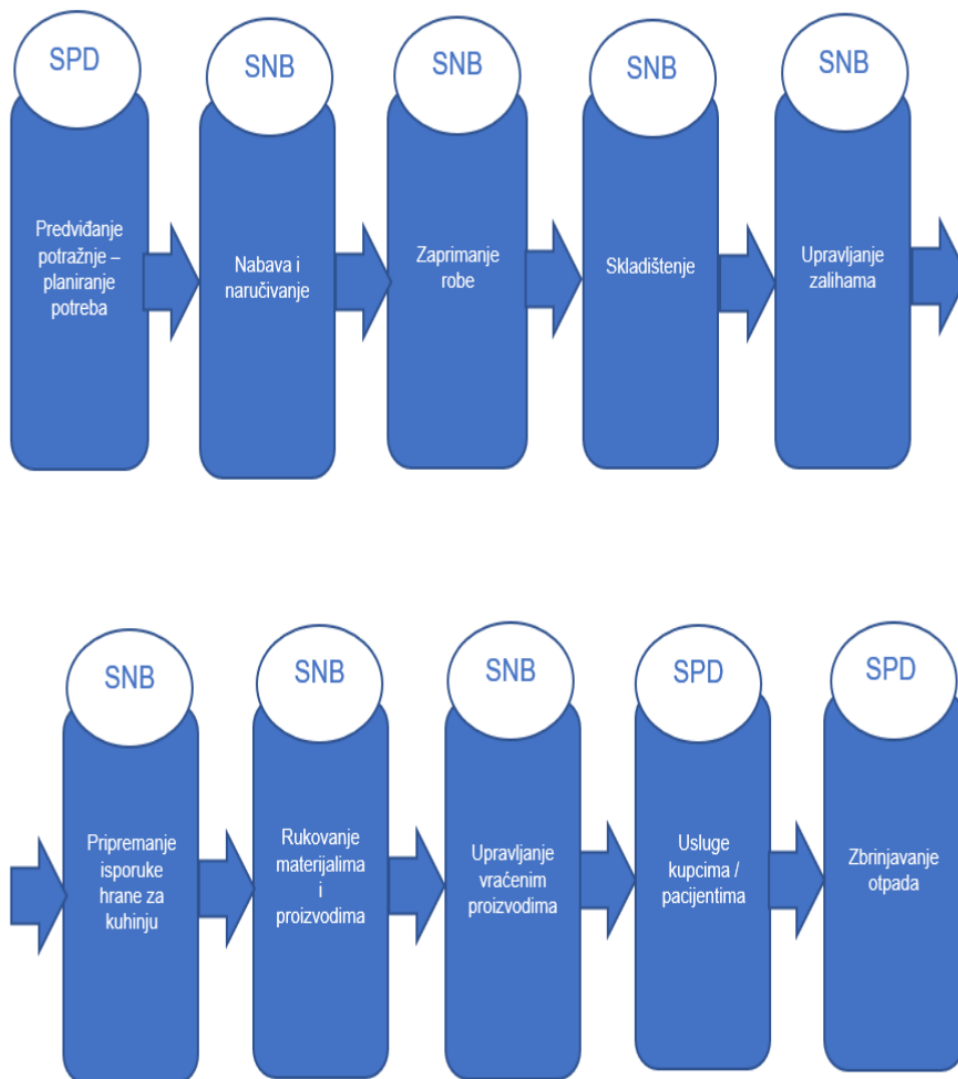 SPD
SNB
SNB
SNB
SNB
Predviđanje
potražnje –
planiranje
potreba
Nabava i
naručivanje
Zaprimanje
robe
Skladištenje
Upravljanje
zalihama
SNB
SNB
SNB
SPD
SPD
Pripremanje
isporuke
hrane za
kuhinju
Rukovanje
materijalima
i
proizvodima
Upravljanje
vraćenim
proizvodima
Usluge
kupcima /
pacijentima
Zbrinjavanje
otpada